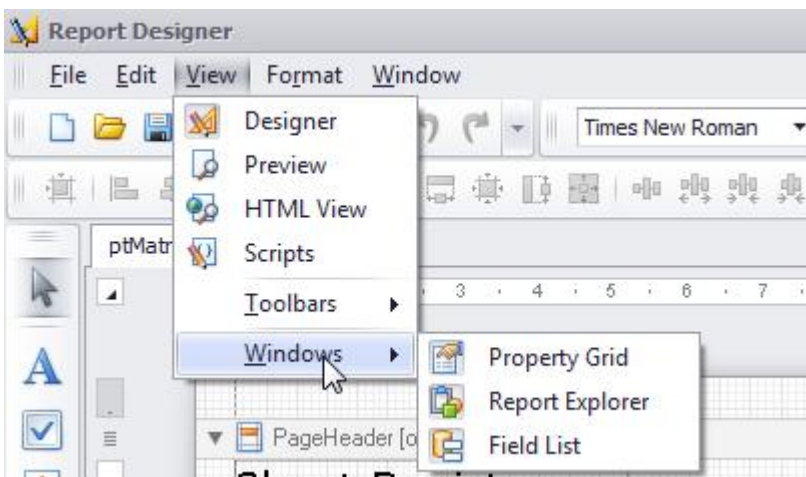 Report Designer
File Edit View Format Window
Designer
Times New Roman
Preview
HTML View
ptMatr
Scripts
3 4 5 6 7
Toolbars
Windows
Property Grid
A
Report Explorer
PageHeader [o
Field List